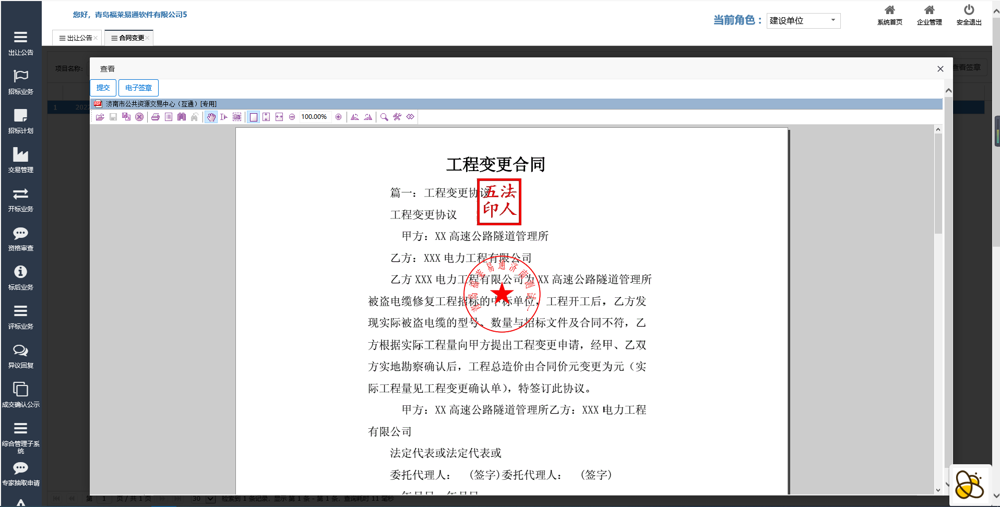 您好，青岛福莱易通软件有限公司5
当前角色：
建设单位
系统首页
企业管理
安全退出
出让公告
合同变更
出让公告
招标业务
招标计划
交易管理
开标业务
资格审查
标后业务
评标业务
异议回复
成交确认公示
综合管理子系
统
专家抽取申请
项目名称:
查看签章
1
202
查看
提交
电子签章
济南市公共资源交易中心（互通）[专用]
100.00%
工程变更合同
篇一：工程变更协议
五法
印人
工程变更协议
甲方：XX 高速公路隧道管理所
乙方：XXX 电力工程有限公司
青岛福莱易通济南测试一
乙方 XXX 电力工程有限公司为 XX 高速公路隧道管理所
被盗电缆修复工程招标的中标单位，工程开工后，乙方发
现实际被盗电缆的型号、数量与招标文件及合同不符，乙
方根据实际工程量向甲方提出工程变更申请，经甲、乙双
方实地勘察确认后，工程总造价由合同价元变更为元（实
际工程量见工程变更确认单），特签订此协议。
甲方：XX 高速公路隧道管理所乙方：XXX 电力工程
有限公司
法定代表或法定代表或
委托代理人： (签字)委托代理人： (签字)
年月日 年月日
第 1 页 / 共 1 页 30 检索到 1 条记录，显示 第 1 条 - 第 1 条，查询耗时 11 毫秒